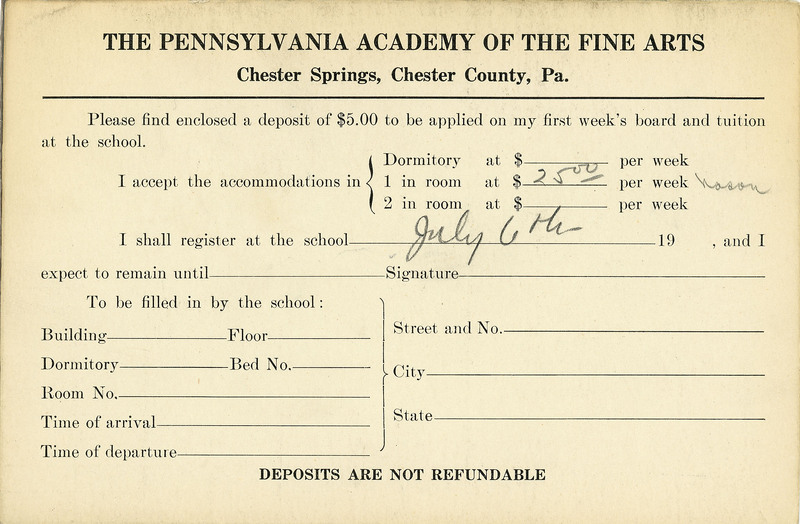 THE PENNSYLVANIA ACADEMY OF THE FINE ARTS
Chester Springs, Chester County, Pa.
Please find enclosed a deposit of $5.00 to be applied on my first week's board and tuition
at the school.
Dormitory at $ per week
I accept the accommodations in 1 in room at $ 25 00 per week
2 in room at $ per week
I shall register at the school July 6th 19 , and I
expect to remain until Signature
To be filled in by the school:
Building Floor
Dormitory Bed No.
Room No.
Time of arrival
Time of departure
Street and No.
City
State
DEPOSITS ARE NOT REFUNDABLE